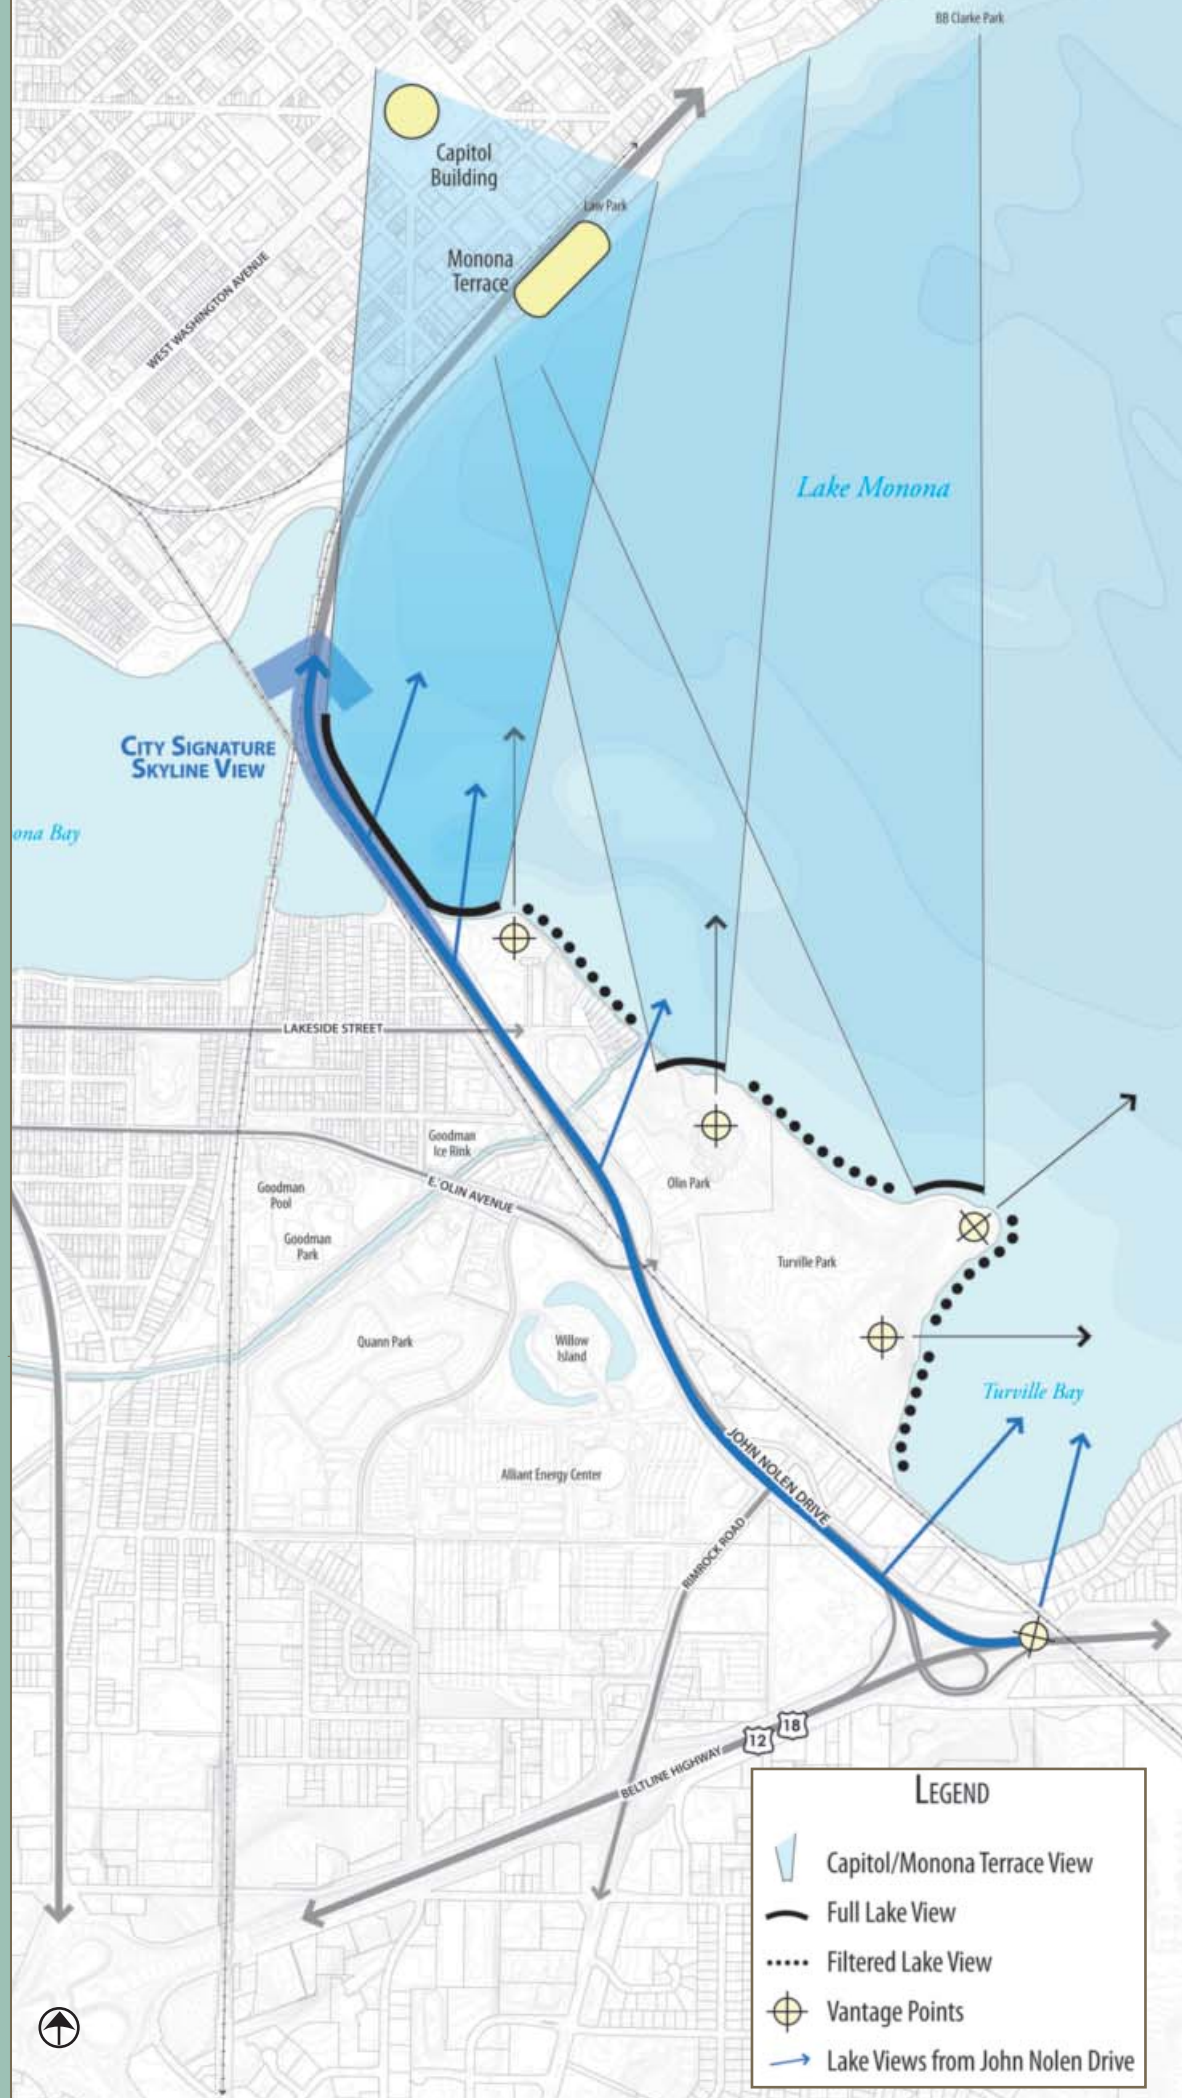 BB Clarke Park
Capitol
Building
Law Park
Monona
Terrace
WEST WASHINGTON AVENUE
Lake Monona
CITY SIGNATURE
SKYLINE VIEW
ona Bay
LAKESIDE STREET
Goodman
Ice Rink
E. OLIN AVENUE
Goodman
Pool
Goodman
Park
Olin Park
Turville Park
Quann Park
Willow
Island
Turville Bay
Alliant Energy Center
JOHN NOLEN DRIVE
RIMROCK ROAD
12
18
BELTLINE HIGHWAY
LEGEND
Capitol/Monona Terrace View
Full Lake View
Filtered Lake View
Vantage Points
Lake Views from John Nolen Drive